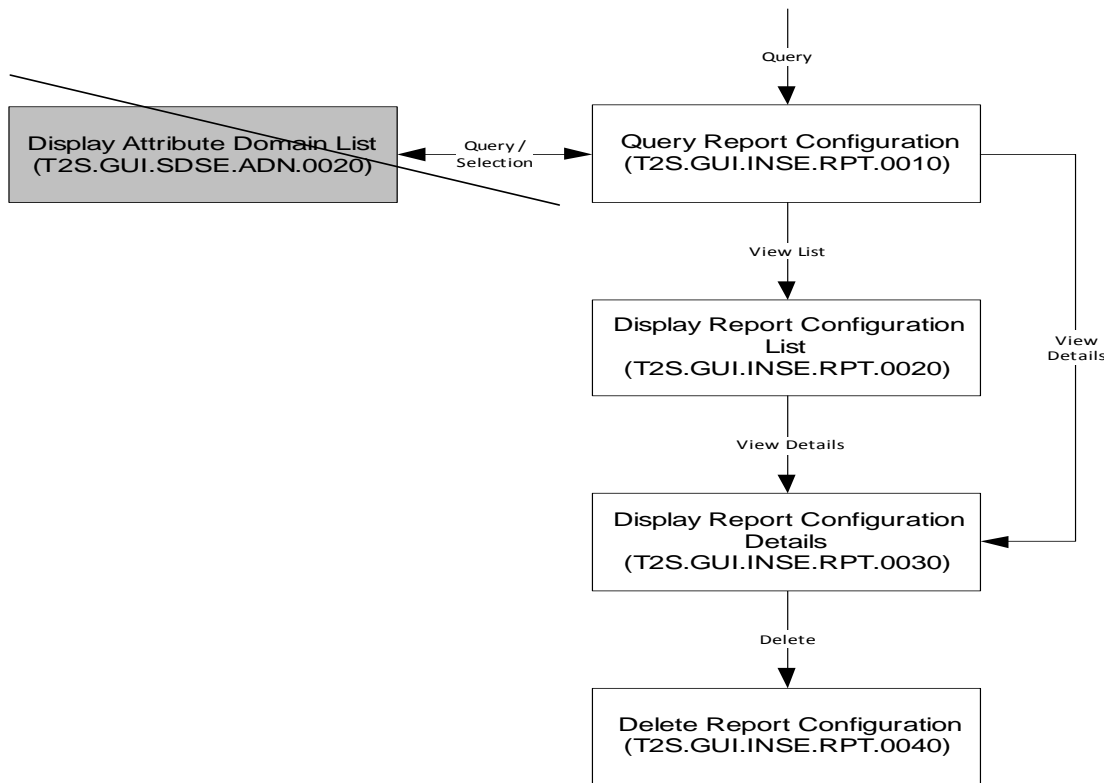 Query
Display Attribute Domain List
(T2S.GUI.SDSE.ADN.0020)
Query /
Selection
Query Report Configuration
(T2S.GUI.INSE.RPT.0010)
View List
Display Report Configuration
List
(T2S.GUI.INSE.RPT.0020)
View
Details
View Details
Display Report Configuration
Details
(T2S.GUI.INSE.RPT.0030)
Delete
Delete Report Configuration
(T2S.GUI.INSE.RPT.0040)